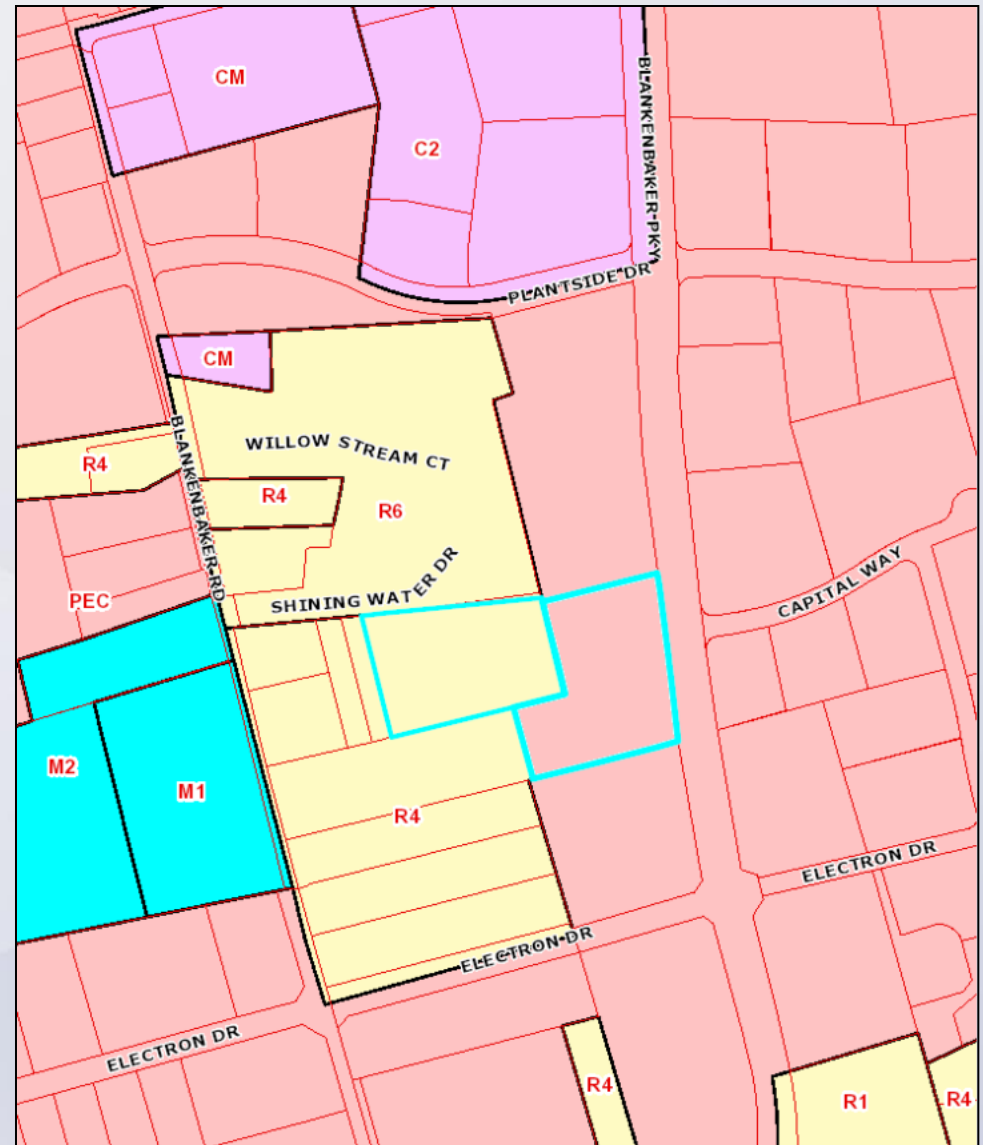 CM
BLANKENBAKER PKY
C2
PLANTSIDE DR
CM
BLANKENBAKER RD
WILLOW STREAM CT
R4
R4
R6
SHINING WATER DR
CAPITAL WAY
PEC
M2
M1
R4
ELECTRON DR
ELECTRON DR
ELECTRON DR
R4
R1
R4